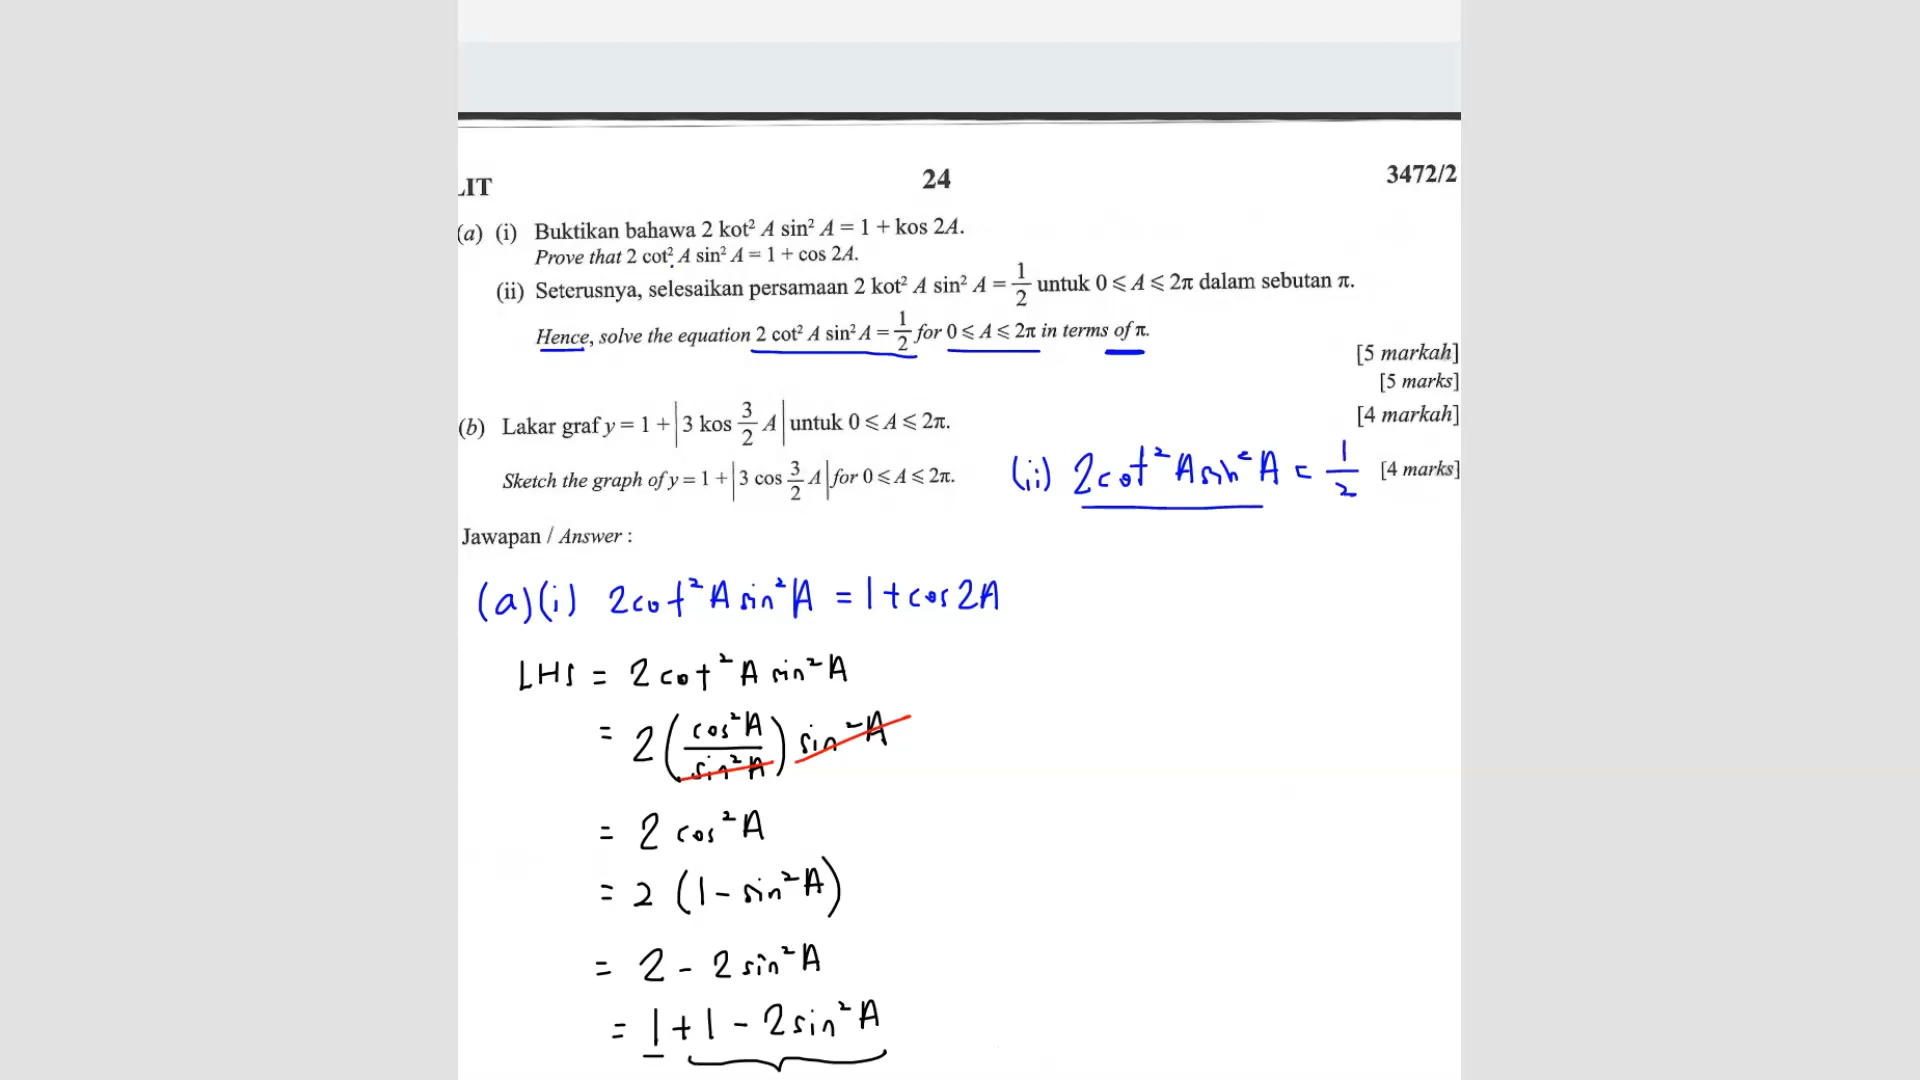 LIT 24 3472/2
(a) (i) Buktikan bahawa 2 kot² A sin² A = 1 + kos 2A.
Prove that 2 cot² A sin² A = 1 + cos 2A.
(ii) Seterusnya, selesaikan persamaan 2 kot² A sin² A = 1/2 untuk 0 ⩽ A ⩽ 2π dalam sebutan π.
Hence, solve the equation 2 cot² A sin² A = 1/2 for 0 ⩽ A ⩽ 2π in terms of π.
[5 markah]
[5 marks]
(b) Lakar graf y = 1 + |3 kos 3/2 A| untuk 0 ⩽ A ⩽ 2π.
[4 markah]
Sketch the graph of y = 1 + |3 cos 3/2 A| for 0 ⩽ A ⩽ 2π.
[4 marks]
(ii) 2cot²A sin²A = 1/2
Jawapan / Answer :
(a)(i) 2cot²A sin²A = 1 + cos2A
LHS = 2cot²A sin²A
= 2(cos²A/sin²A) sin²A
= 2 cos²A
= 2 (1 - sin²A)
= 2 - 2 sin²A
= 1 + 1 - 2 sin²A